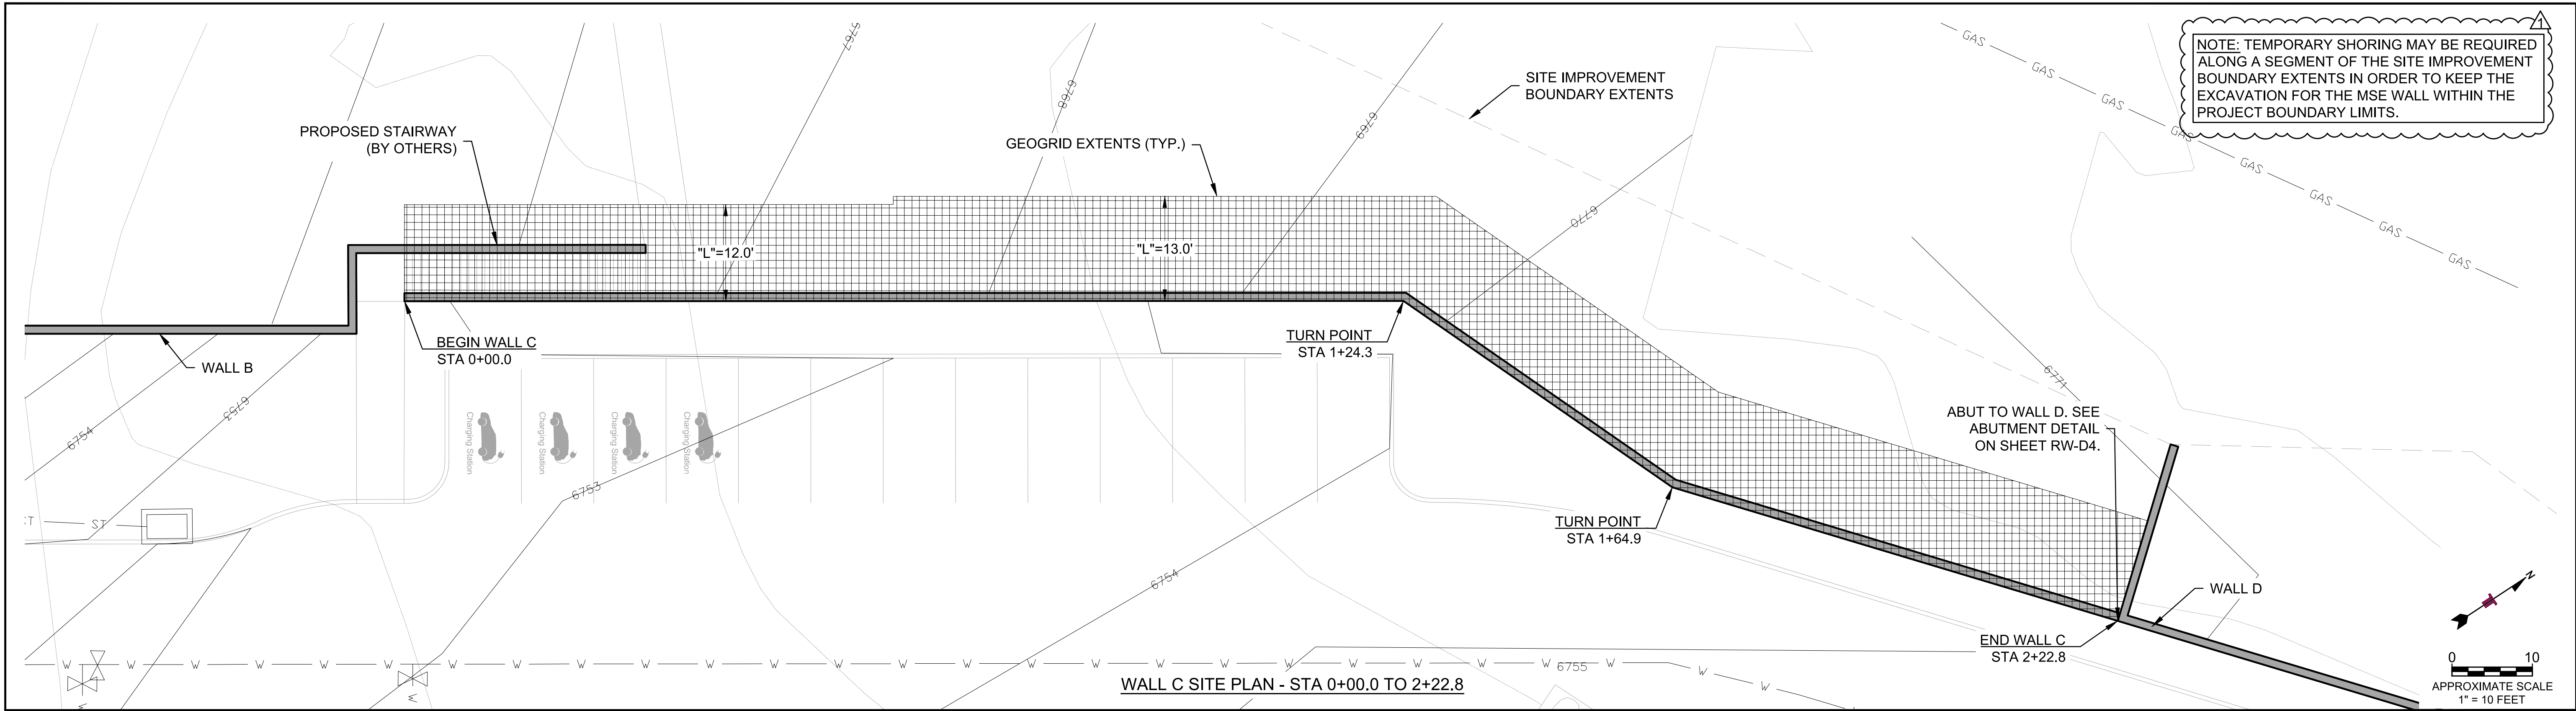 1
NOTE: TEMPORARY SHORING MAY BE REQUIRED
ALONG A SEGMENT OF THE SITE IMPROVEMENT
BOUNDARY EXTENTS IN ORDER TO KEEP THE
EXCAVATION FOR THE MSE WALL WITHIN THE
PROJECT BOUNDARY LIMITS.
6767
6768
6769
6770
6771
GAS
GAS
GAS
GAS
GAS
GAS
GAS
GAS
SITE IMPROVEMENT
BOUNDARY EXTENTS
PROPOSED STAIRWAY
(BY OTHERS)
GEOGRID EXTENTS (TYP.)
"L"=12.0'
"L"=13.0'
BEGIN WALL C
STA 0+00.0
WALL B
TURN POINT
STA 1+24.3
6753
6754
Charging Station
Charging Station
Charging Station
Charging Station
6753
6754
ABUT TO WALL D. SEE
ABUTMENT DETAIL
ON SHEET RW-D4.
TURN POINT
STA 1+64.9
ST
WALL D
END WALL C
STA 2+22.8
N
W W W W W W W W W W W W W W W W W W W W W W W W W W W
6755
W
W
0 10
APPROXIMATE SCALE
1" = 10 FEET
WALL C SITE PLAN - STA 0+00.0 TO 2+22.8